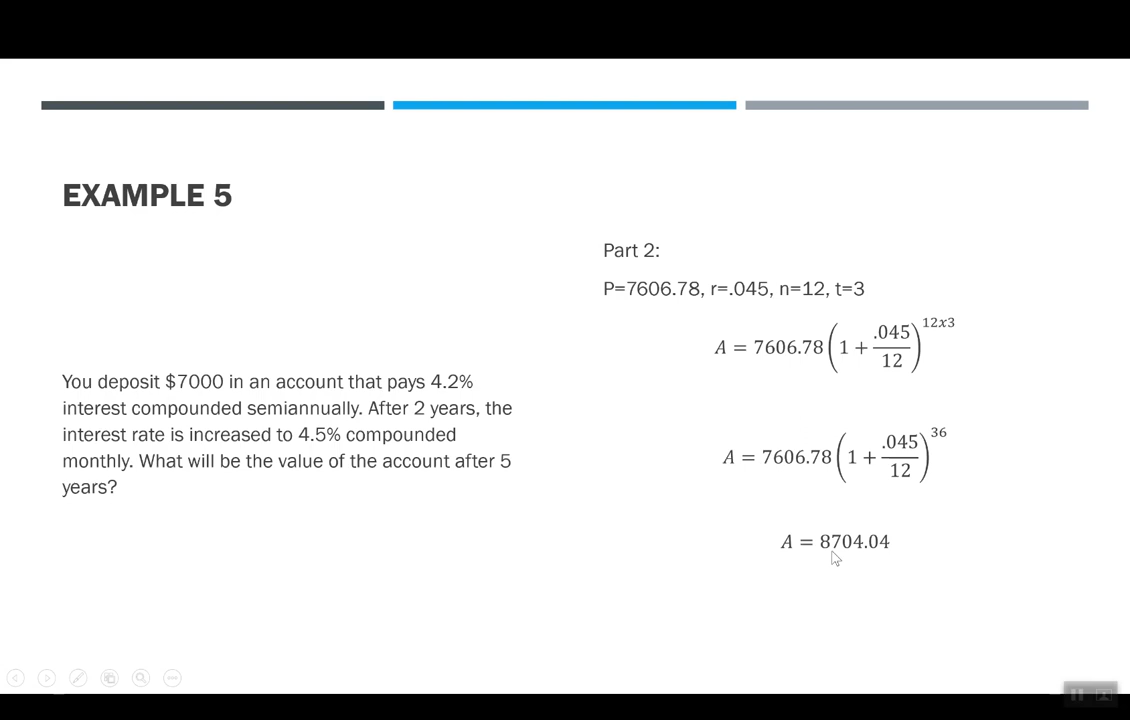 EXAMPLE 5
You deposit $7000 in an account that pays 4.2%
interest compounded semiannually. After 2 years, the
interest rate is increased to 4.5% compounded
monthly. What will be the value of the account after 5
years?
Part 2:
P=7606.78, r=.045, n=12, t=3
A = 7606.78(1 + .045/12)^12x3
A = 7606.78(1 + .045/12)^36
A = 8704.04